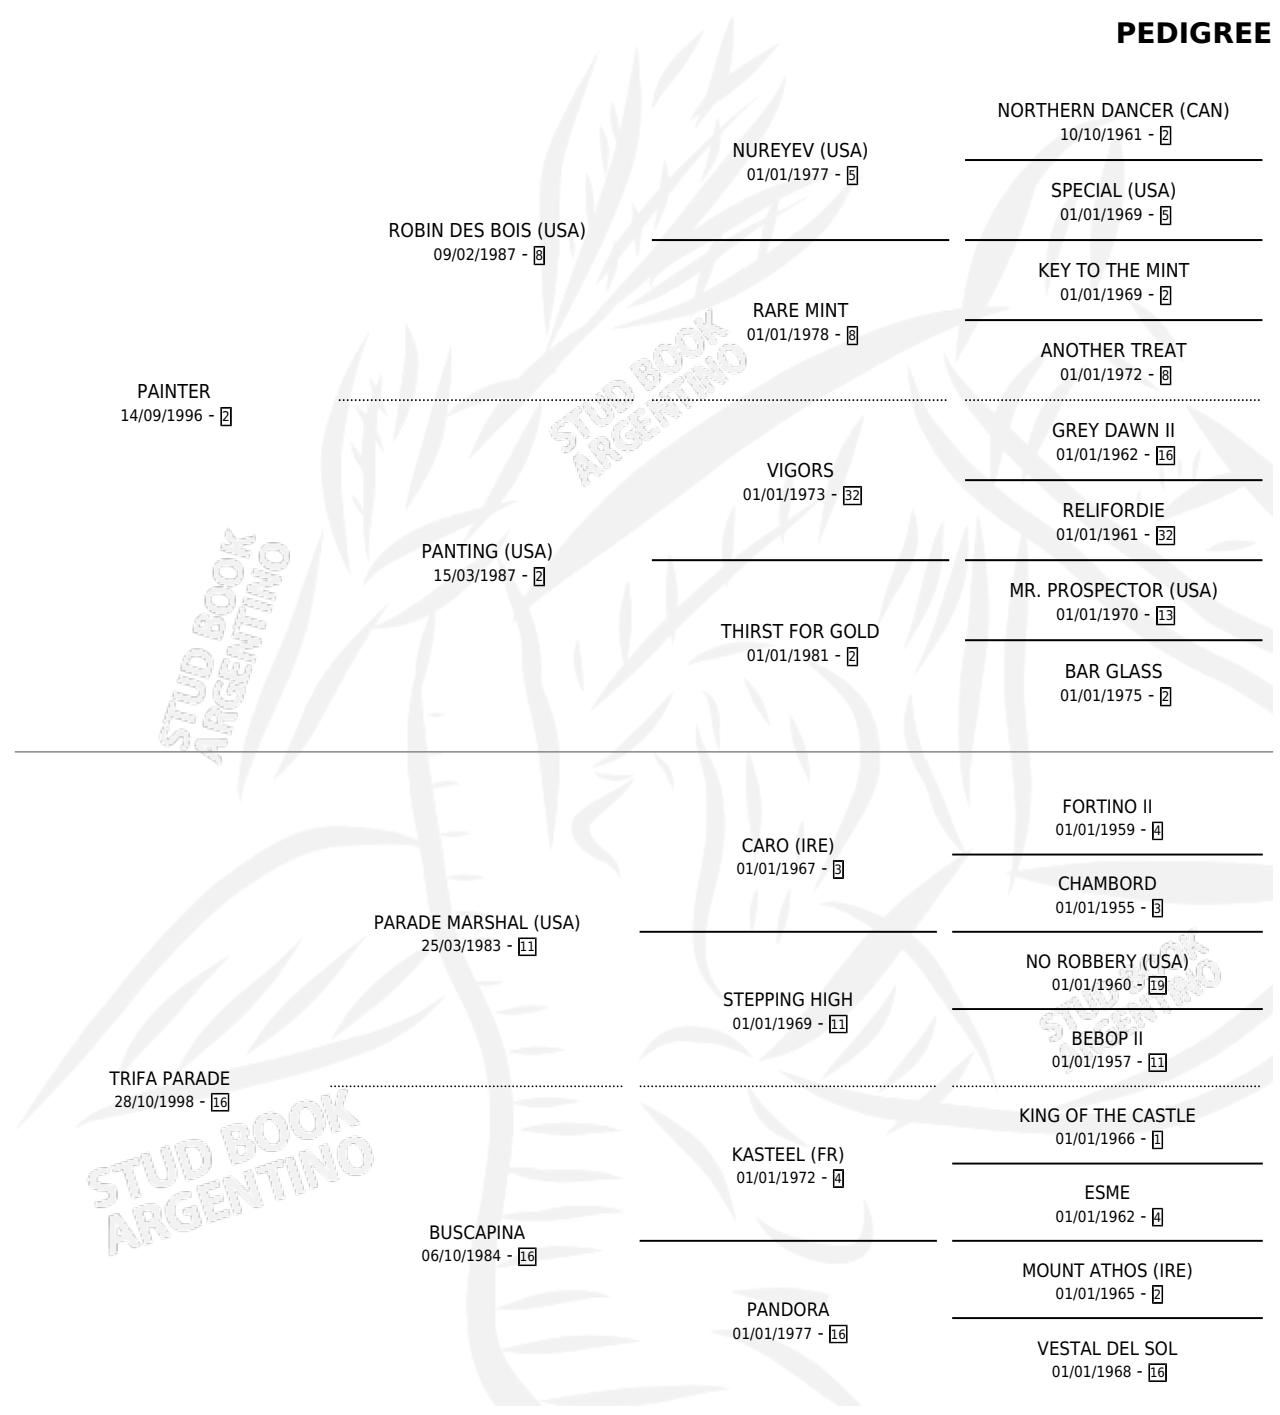 PEDIGREE
NORTHERN DANCER (CAN)
10/10/1961 - 2
NUREYEV (USA)
01/01/1977 - 5
SPECIAL (USA)
01/01/1969 - 5
ROBIN DES BOIS (USA)
09/02/1987 - 8
KEY TO THE MINT
01/01/1969 - 2
RARE MINT
01/01/1978 - 8
ANOTHER TREAT
01/01/1972 - 8
STUD BOOK
ARGENTINO
PAINTER
14/09/1996 - 2
GREY DAWN II
01/01/1962 - 16
VIGORS
01/01/1973 - 32
RELIFORDIE
01/01/1961 - 32
PANTING (USA)
15/03/1987 - 2
MR. PROSPECTOR (USA)
01/01/1970 - 13
THIRST FOR GOLD
01/01/1981 - 2
BAR GLASS
01/01/1975 - 2
STUD BOOK
ARGENTINO
FORTINO II
01/01/1959 - 4
CARO (IRE)
01/01/1967 - 3
CHAMBORD
01/01/1955 - 3
PARADE MARSHAL (USA)
25/03/1983 - 11
NO ROBBERY (USA)
01/01/1960 - 19
STEPPING HIGH
01/01/1969 - 11
STUD BOOK
ARGENTINO
BEBOP II
01/01/1957 - 11
TRIFA PARADE
28/10/1998 - 16
KING OF THE CASTLE
01/01/1966 - 1
STUD BOOK
ARGENTINO
KASTEEL (FR)
01/01/1972 - 4
ESME
01/01/1962 - 4
BUSCAPINA
06/10/1984 - 16
MOUNT ATHOS (IRE)
01/01/1965 - 2
PANDORA
01/01/1977 - 16
VESTAL DEL SOL
01/01/1968 - 16